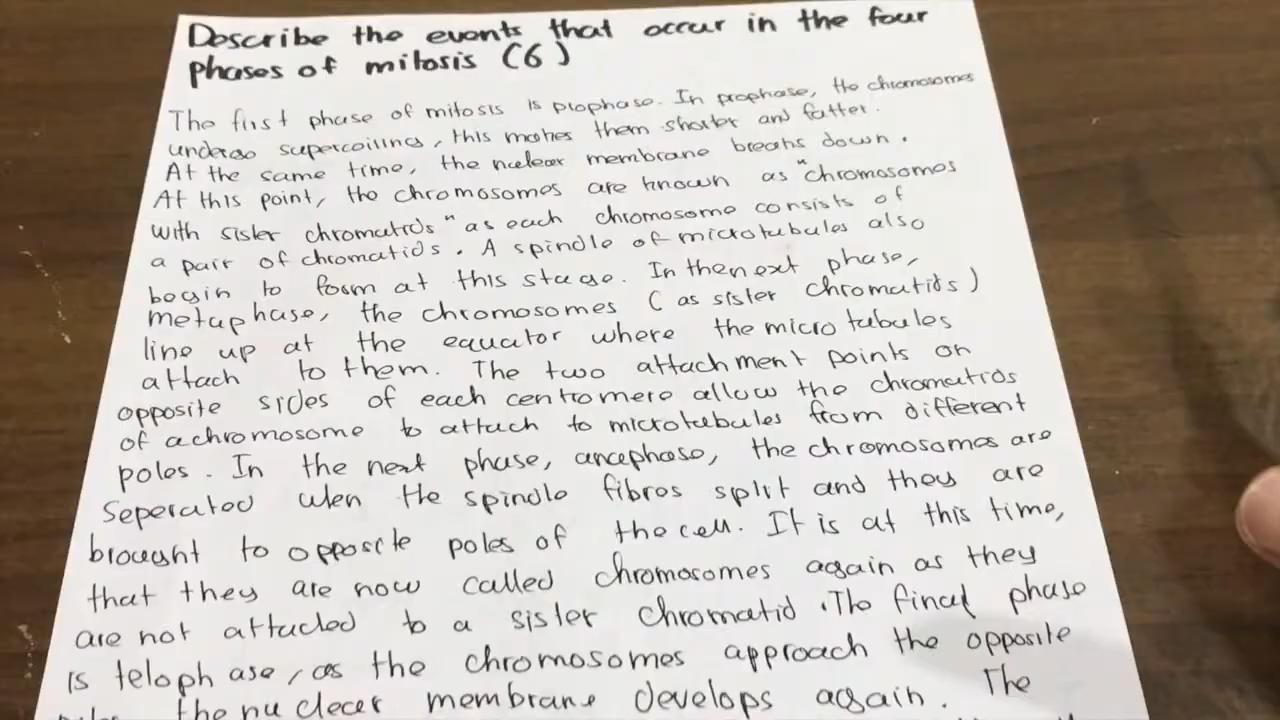 Describe the events that occur in the four
phases of mitosis (6)
The first phase of mitosis is prophase. In prophase, the chromosomes
undergo supercoiling, this makes them shorter and fatter.
At the same time, the nuclear membrane breaks down.
At this point, the chromosomes are known as "chromosomes
with sister chromatids" as each chromosome consists of
a pair of chromatids. A spindle of microtubules also
begin to form at this stage. In the next phase,
metaphase, the chromosomes (as sister chromatids)
line up at the equator where the microtubules
attach to them. The two attachment points on
opposite sides of each centromere allow the chromatids
of a chromosome to attach to microtubules from different
poles. In the next phase, anaphase, the chromosomes are
seperated when the spindle fibres split and they are
brought to opposite poles of the cell. It is at this time,
that they are now called chromosomes again as they
are not attached to a sister chromatid. The final phase
is telophase, as the chromosomes approach the opposite
the nuclear membrane develops again. The